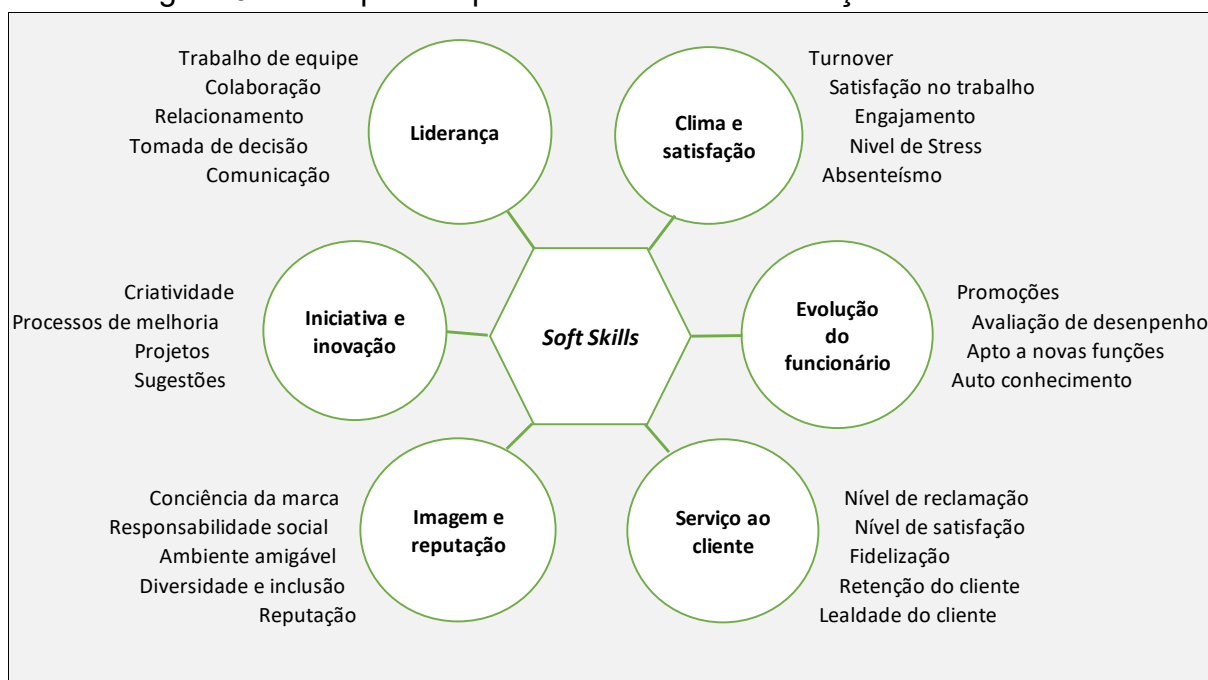 Trabalho de equipe
Colaboração
Relacionamento
Tomada de decisão
Comunicação
Liderança
Clima e
satisfação
Turnover
Satisfação no trabalho
Engajamento
Nivel de Stress
Absenteísmo
Criatividade
Processos de melhoria
Projetos
Sugestões
Iniciativa e
inovação
Soft Skills
Evolução
do
funcionário
Promoções
Avaliação de desenpenho
Apto a novas funções
Auto conhecimento
Conciência da marca
Responsabilidade social
Ambiente amigável
Diversidade e inclusão
Reputação
Imagem e
reputação
Serviço ao
cliente
Nível de reclamação
Nível de satisfação
Fidelização
Retenção do cliente
Lealdade do cliente